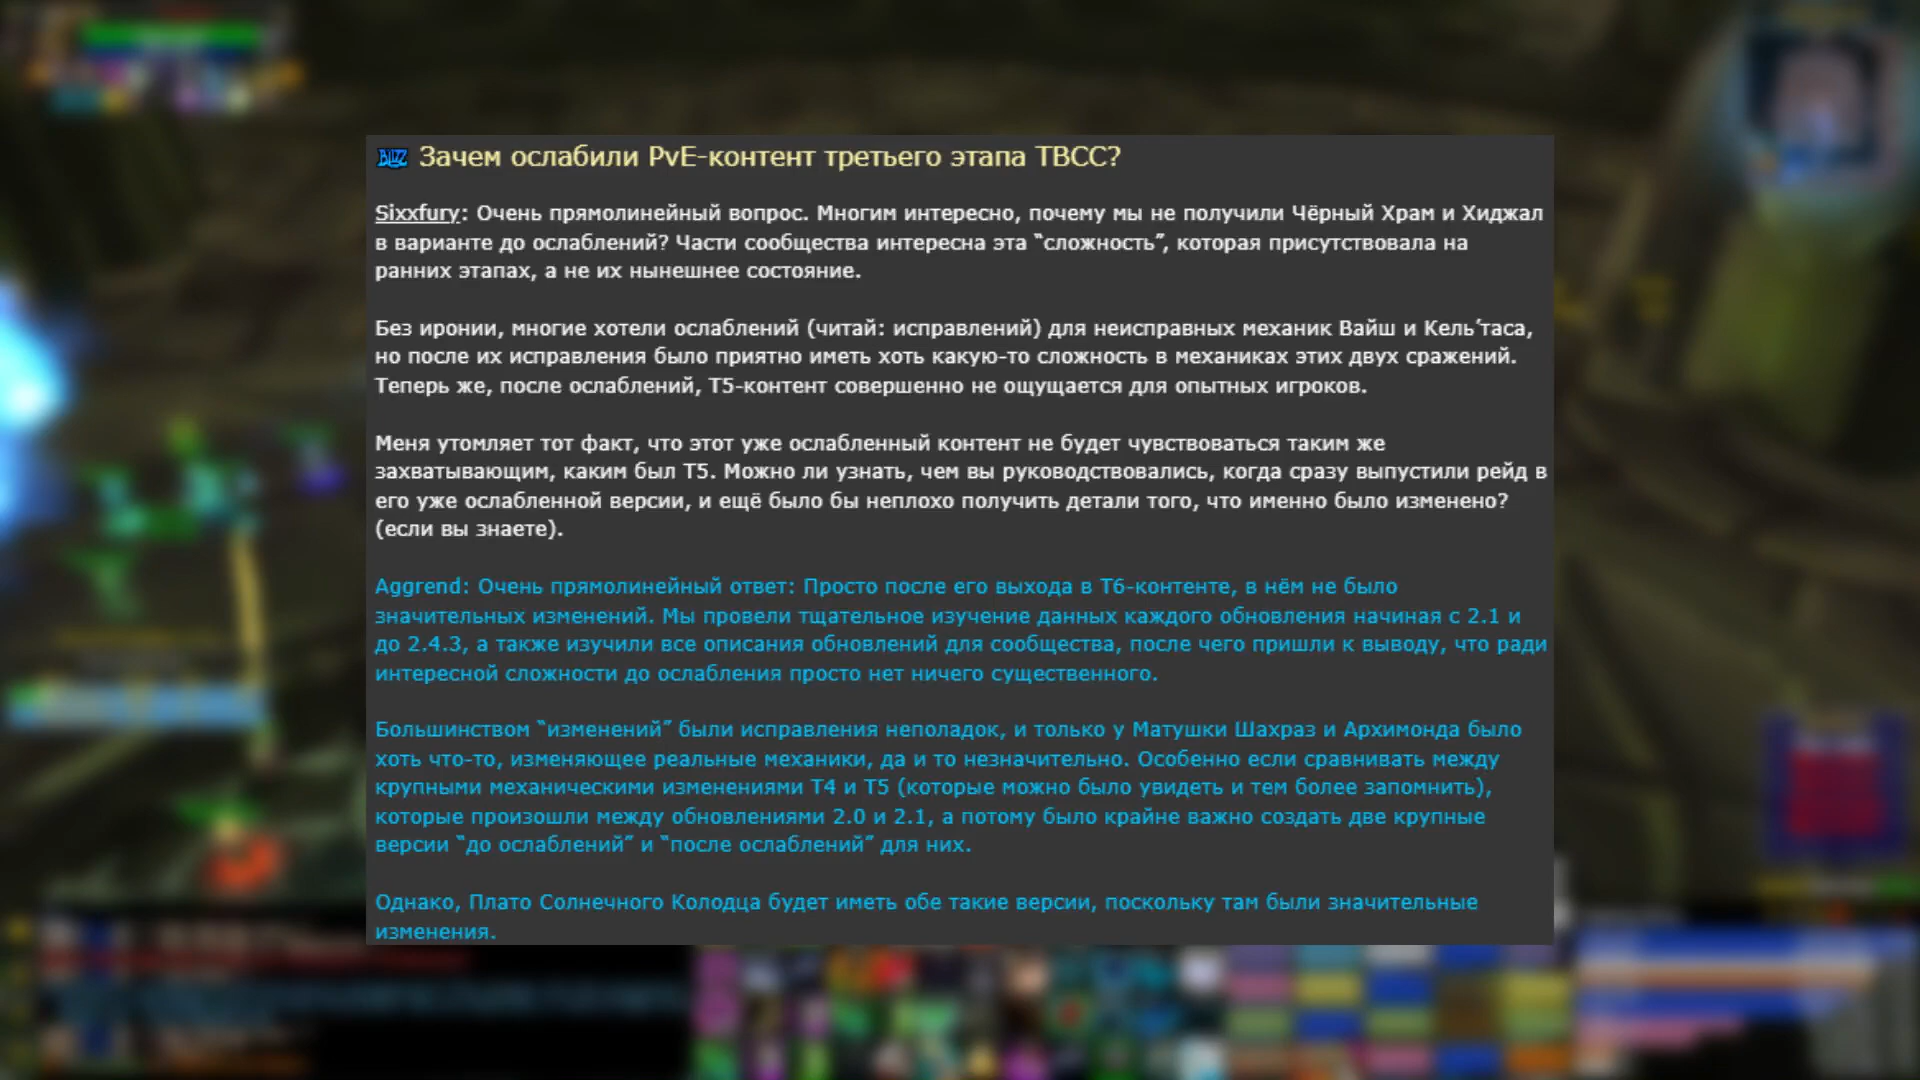 BLIZZ Зачем ослабили PvE-контент третьего этапа TBCC?
Sixxfury: Очень прямолинейный вопрос. Многим интересно, почему мы не получили Чёрный Храм и Хиджал
в варианте до ослаблений? Части сообщества интересна эта “сложность”, которая присутствовала на
ранних этапах, а не их нынешнее состояние.
Без иронии, многие хотели ослаблений (читай: исправлений) для неисправных механик Вайш и Кель’таса,
но после их исправления было приятно иметь хоть какую-то сложность в механиках этих двух сражений.
Теперь же, после ослаблений, Т5-контент совершенно не ощущается для опытных игроков.
Меня утомляет тот факт, что этот уже ослабленный контент не будет чувствоваться таким же
захватывающим, каким был Т5. Можно ли узнать, чем вы руководствовались, когда сразу выпустили рейд в
его уже ослабленной версии, и ещё было бы неплохо получить детали того, что именно было изменено?
(если вы знаете).
Aggrend: Очень прямолинейный ответ: Просто после его выхода в Т6-контенте, в нём не было
значительных изменений. Мы провели тщательное изучение данных каждого обновления начиная с 2.1 и
до 2.4.3, а также изучили все описания обновлений для сообщества, после чего пришли к выводу, что ради
интересной сложности до ослабления просто нет ничего существенного.
Большинством “изменений” были исправления неполадок, и только у Матушки Шахраз и Архимонда было
хоть что-то, изменяющее реальные механики, да и то незначительно. Особенно если сравнивать между
крупными механическими изменениями Т4 и Т5 (которые можно было увидеть и тем более запомнить),
которые произошли между обновлениями 2.0 и 2.1, а потому было крайне важно создать две крупные
версии “до ослаблений” и “после ослаблений” для них.
Однако, Плато Солнечного Колодца будет иметь обе такие версии, поскольку там были значительные
изменения.